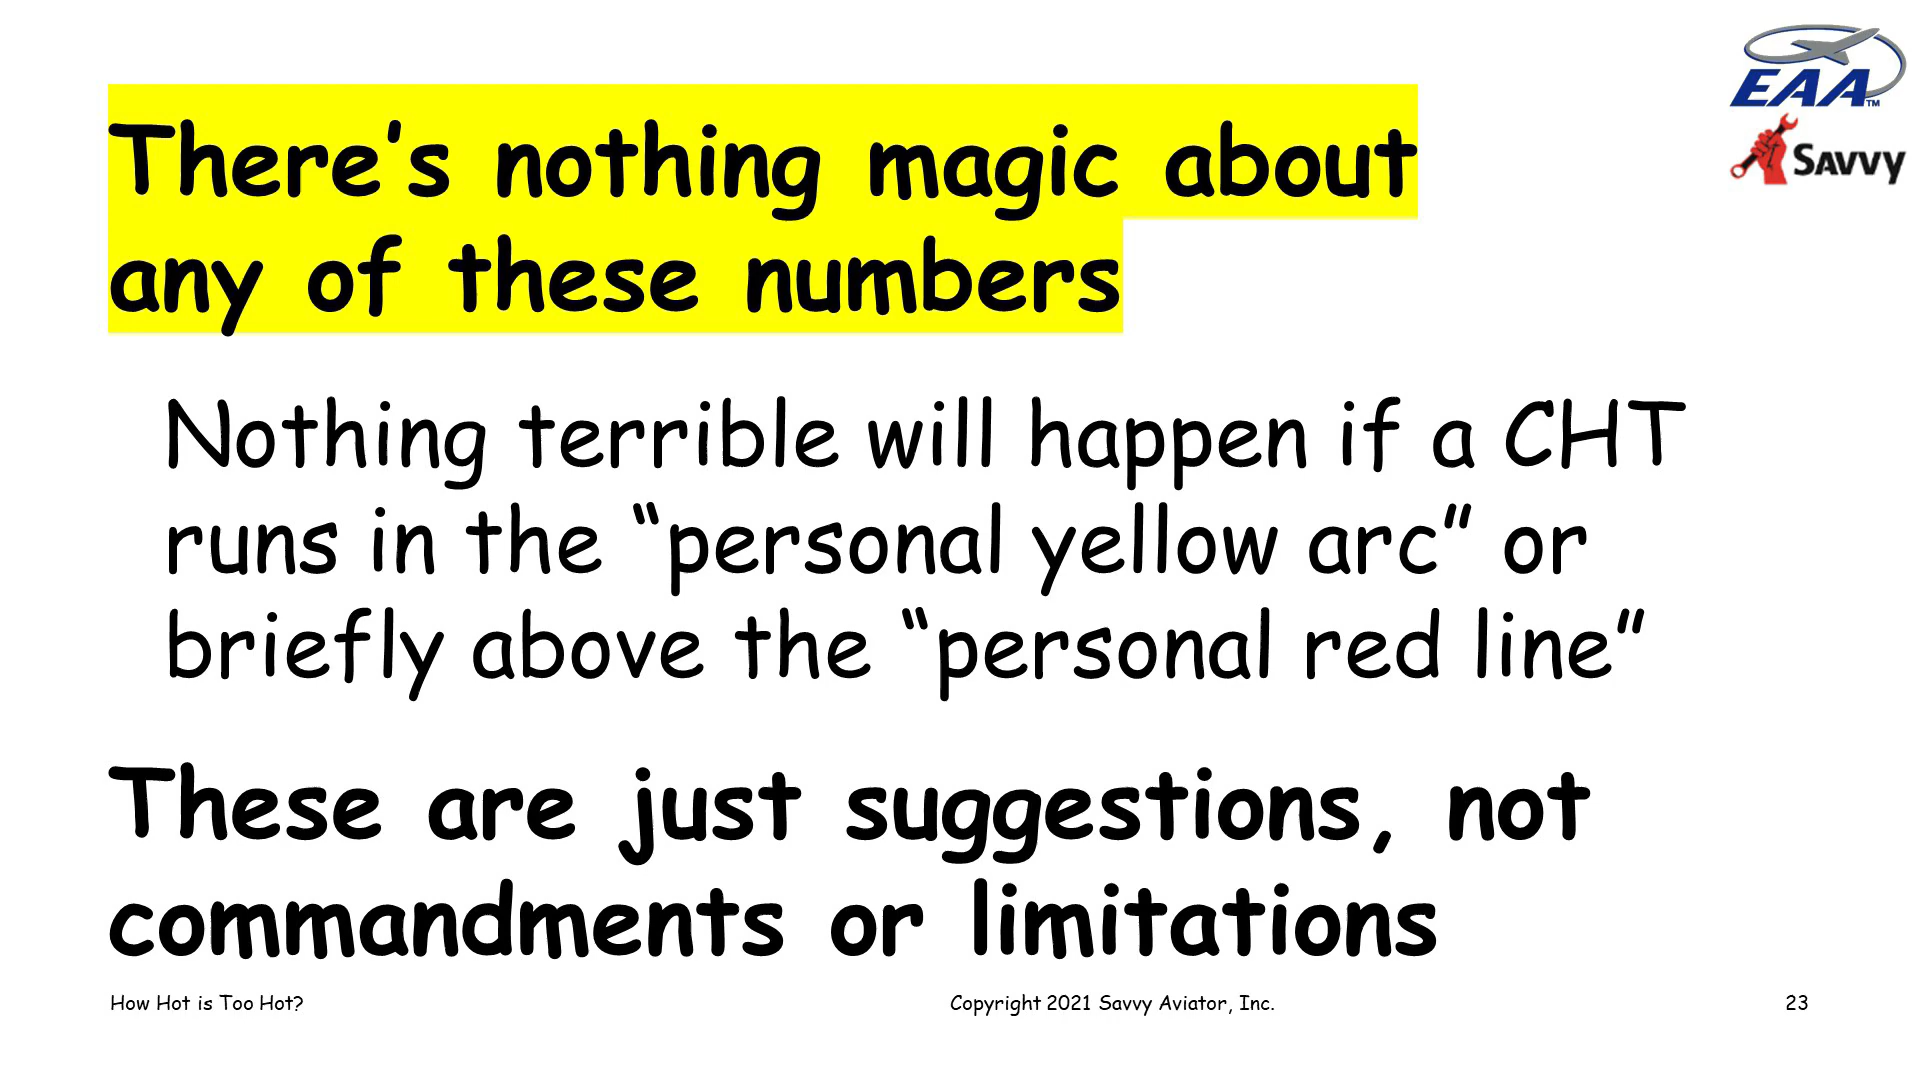 EAA™
SAVVY
There’s nothing magic about
any of these numbers
Nothing terrible will happen if a CHT
runs in the “personal yellow arc” or
briefly above the “personal red line”
These are just suggestions, not
commandments or limitations
How Hot is Too Hot?
Copyright 2021 Savvy Aviator, Inc.
23